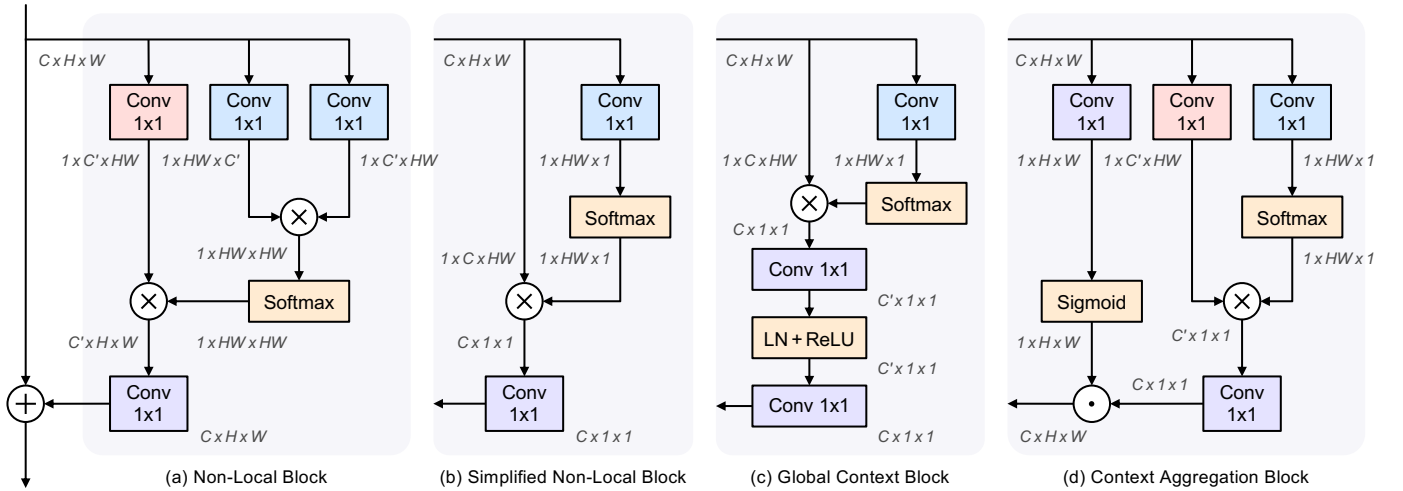 C x H x W
Conv
1x1
Conv
1x1
Conv
1x1
1 x C' x HW
1 x HW x C'
1 x C' x HW
1 x HW x HW
Softmax
C' x H x W
1 x HW x HW
Conv
1x1
C x H x W
(a) Non-Local Block
C x H x W
Conv
1x1
1 x HW x 1
Softmax
1 x C x HW
1 x HW x 1
C x 1 x 1
Conv
1x1
C x 1 x 1
(b) Simplified Non-Local Block
C x H x W
Conv
1x1
1 x C x HW
1 x HW x 1
Softmax
C x 1 x 1
Conv 1x1
C' x 1 x 1
LN + ReLU
C' x 1 x 1
Conv 1x1
C x 1 x 1
(c) Global Context Block
C x H x W
Conv
1x1
Conv
1x1
Conv
1x1
1 x H x W
1 x C' x HW
1 x HW x 1
Softmax
1 x HW x 1
Sigmoid
1 x H x W
C' x 1 x 1
C x 1 x 1
Conv
1x1
C x H x W
(d) Context Aggregation Block